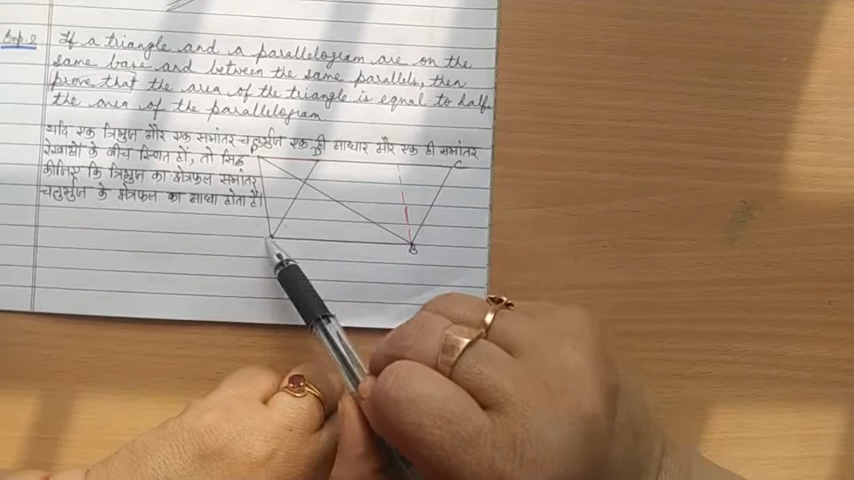 Exp. 2 If a triangle and a parallelogram are on the
same base and between the same parallels, then
prove that the area of the triangle is equal to half
the area of the parallelogram
यदि एक त्रिभुज और एक समांतर चतुर्भुज एक ही आधार और एक ही समांतर
रेखाओं के बीच स्थित हों, तो सिद्ध
कीजिए कि त्रिभुज का क्षेत्रफल समांतर
चतुर्भुज के क्षेत्रफल का आधा होता है।
P D C
B